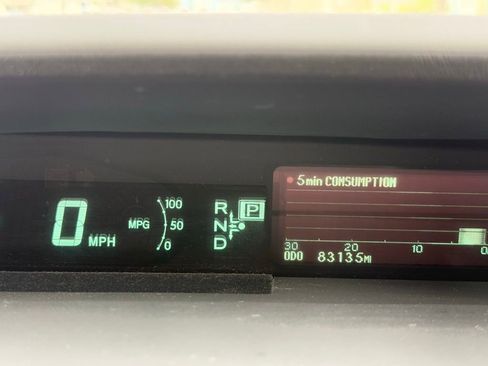 5min CONSUMPTION
100
R P
0 MPH
MPG 50
N
0
D
30 20 10 0
ODO 83135MI